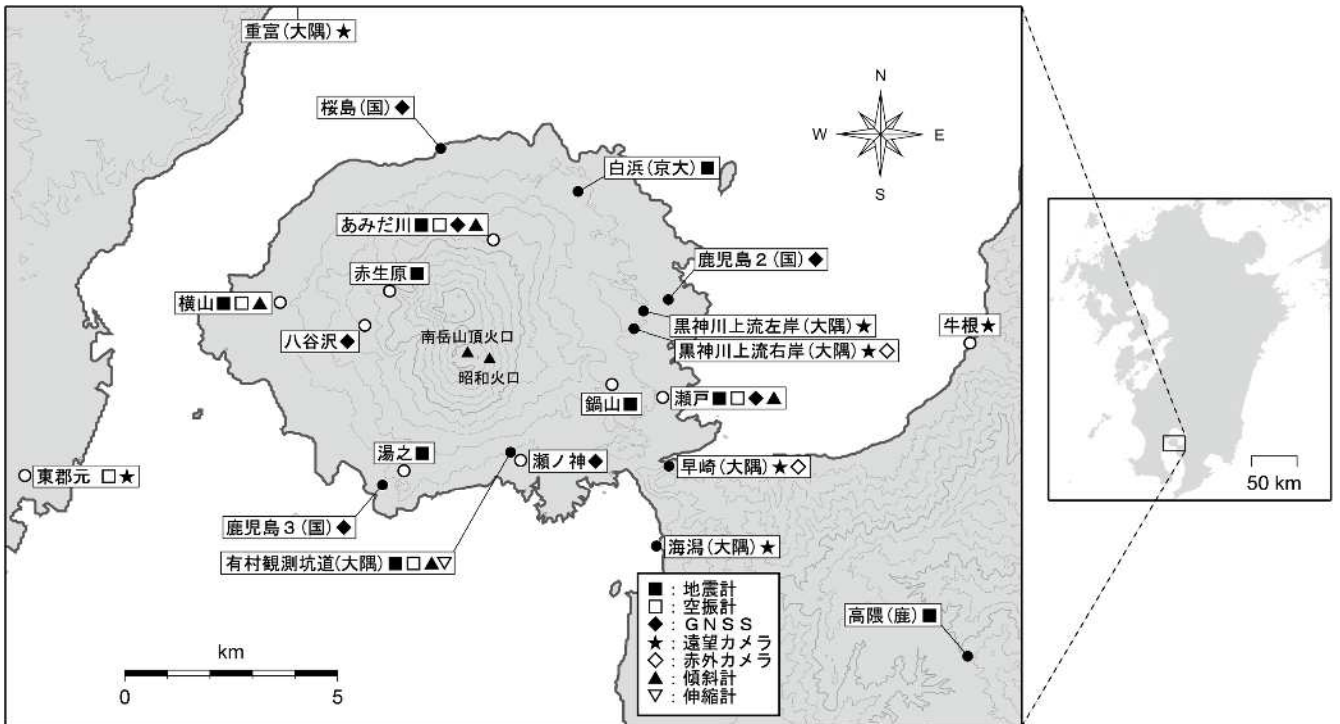 重富(大隅)★
桜島(国)◆
N
W E
S
白浜(京大)■
あみだ川■□◆▲
鹿児島2(国)◆
赤生原■
横山■□▲
黒神川上流左岸(大隅)★
牛根★
八谷沢◆
南岳山頂火口
黒神川上流右岸(大隅)★◇
昭和火口
鍋山■
瀬戸■□◆▲
湯之■
瀬ノ神◆
早崎(大隅)★◇
東郡元 □★
50 km
鹿児島3(国)◆
海潟(大隅)★
有村観測坑道(大隅)■□▲▽
■:地震計
□:空振計
◆:GNSS
★:遠望カメラ
◇:赤外カメラ
▲:傾斜計
▽:伸縮計
高隈(鹿)■
km
0 5